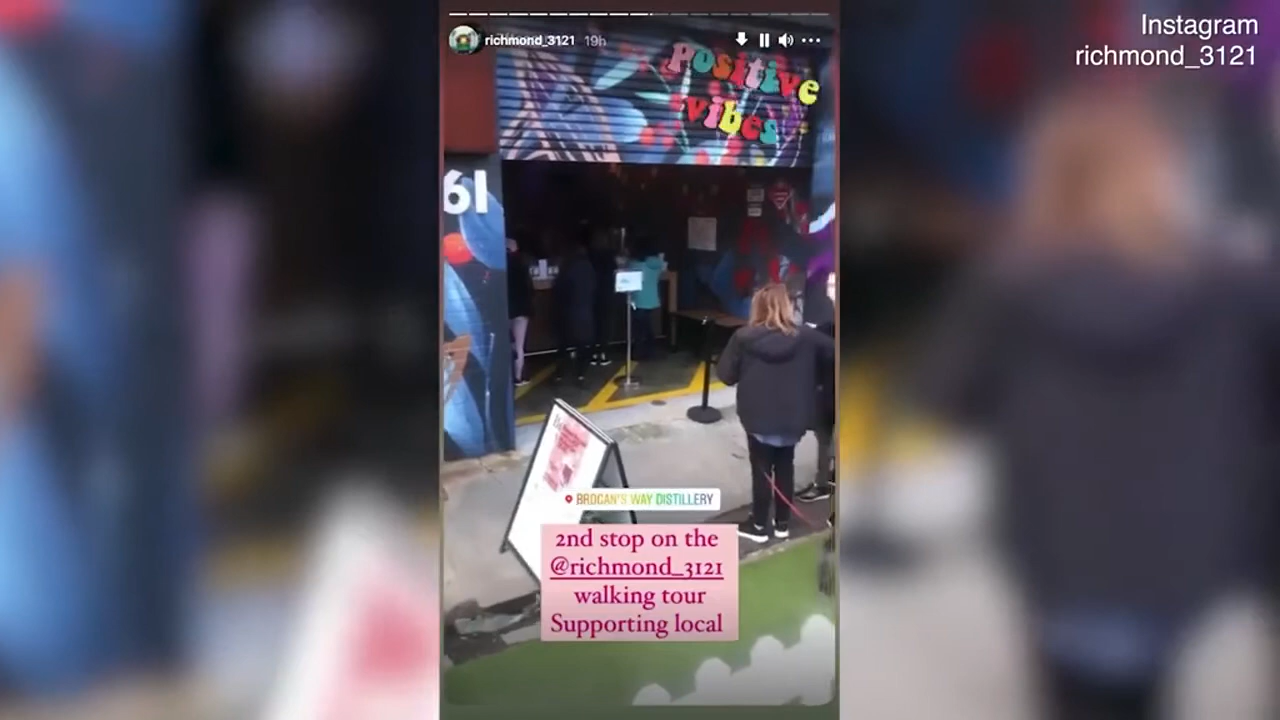 Instagram
richmond_3121
richmond_3121 19h
positive
vibes
61
BROGAN'S WAY DISTILLERY
2nd stop on the
@richmond_3121
walking tour
Supporting local